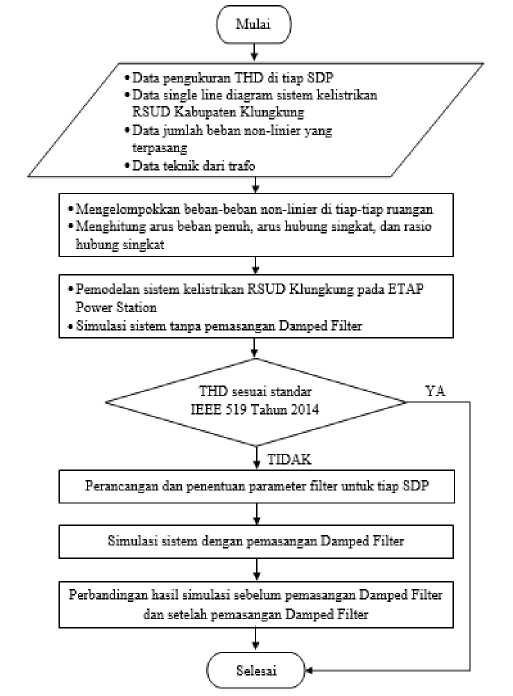 Mulai
• Data pengukuran THD di tiap SDP
• Data single line diagram sistem kelistrikan
RSUD Kabupaten Klungkung
• Data jumlah beban non-linier yang
terpasang
• Data teknik dari trafo
• Mengelompokkan beban-beban non-linier di tiap-tiap ruangan
• Menghitung arus beban penuh, arus hubung singkat, dan rasio
hubung singkat
• Pemodelan sistem kelistrikan RSUD Klungkung pada ETAP
Power Station
• Simulasi sistem tanpa pemasangan Damped Filter
THD sesuai standar
IEEE 519 Tahun 2014
YA
TIDAK
Perancangan dan penentuan parameter filter untuk tiap SDP
Simulasi sistem dengan pemasangan Damped Filter
Perbandingan hasil simulasi sebelum pemasangan Damped Filter
dan setelah pemasangan Damped Filter
Selesai